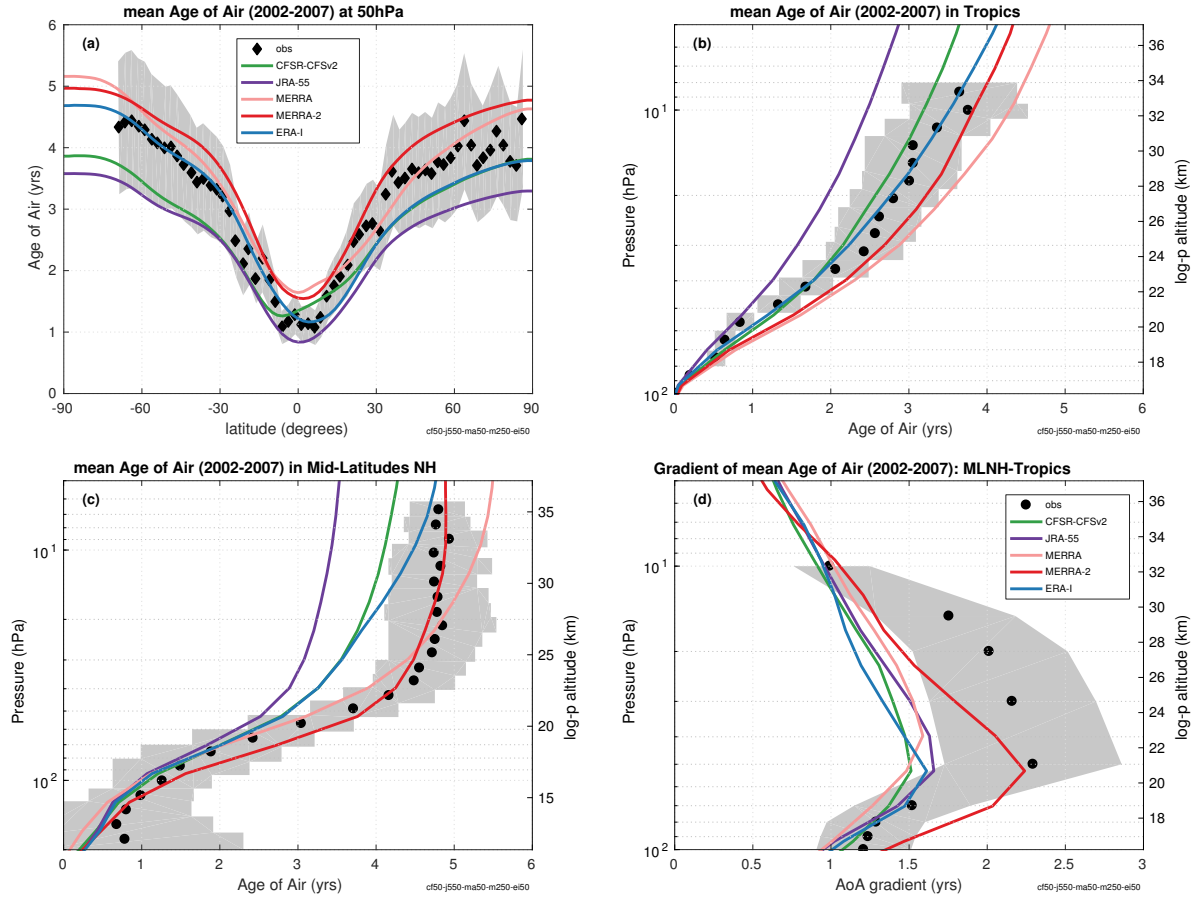 mean Age of Air (2002-2007) at 50hPa
(a)
obs
CFSR-CFSv2
JRA-55
MERRA
MERRA-2
ERA-I
6
5
4
3
2
1
0
Age of Air (yrs)
-90 -60 -30 0 30 60 90
latitude (degrees)
cf50-j550-ma50-m250-ei50
mean Age of Air (2002-2007) in Tropics
(b)
10¹
10²
Pressure (hPa)
36
34
32
30
28
26
24
22
20
18
log-p altitude (km)
0 1 2 3 4 5 6
Age of Air (yrs)
cf50-j550-ma50-m250-ei50
mean Age of Air (2002-2007) in Mid-Latitudes NH
(c)
10¹
10²
Pressure (hPa)
35
30
25
20
15
log-p altitude (km)
0 1 2 3 4 5 6
Age of Air (yrs)
cf50-j550-ma50-m250-ei50
Gradient of mean Age of Air (2002-2007): MLNH-Tropics
(d)
obs
CFSR-CFSv2
JRA-55
MERRA
MERRA-2
ERA-I
10¹
10²
Pressure (hPa)
36
34
32
30
28
26
24
22
20
18
log-p altitude (km)
0 0.5 1 1.5 2 2.5 3
AoA gradient (yrs)
cf50-j550-ma50-m250-ei50